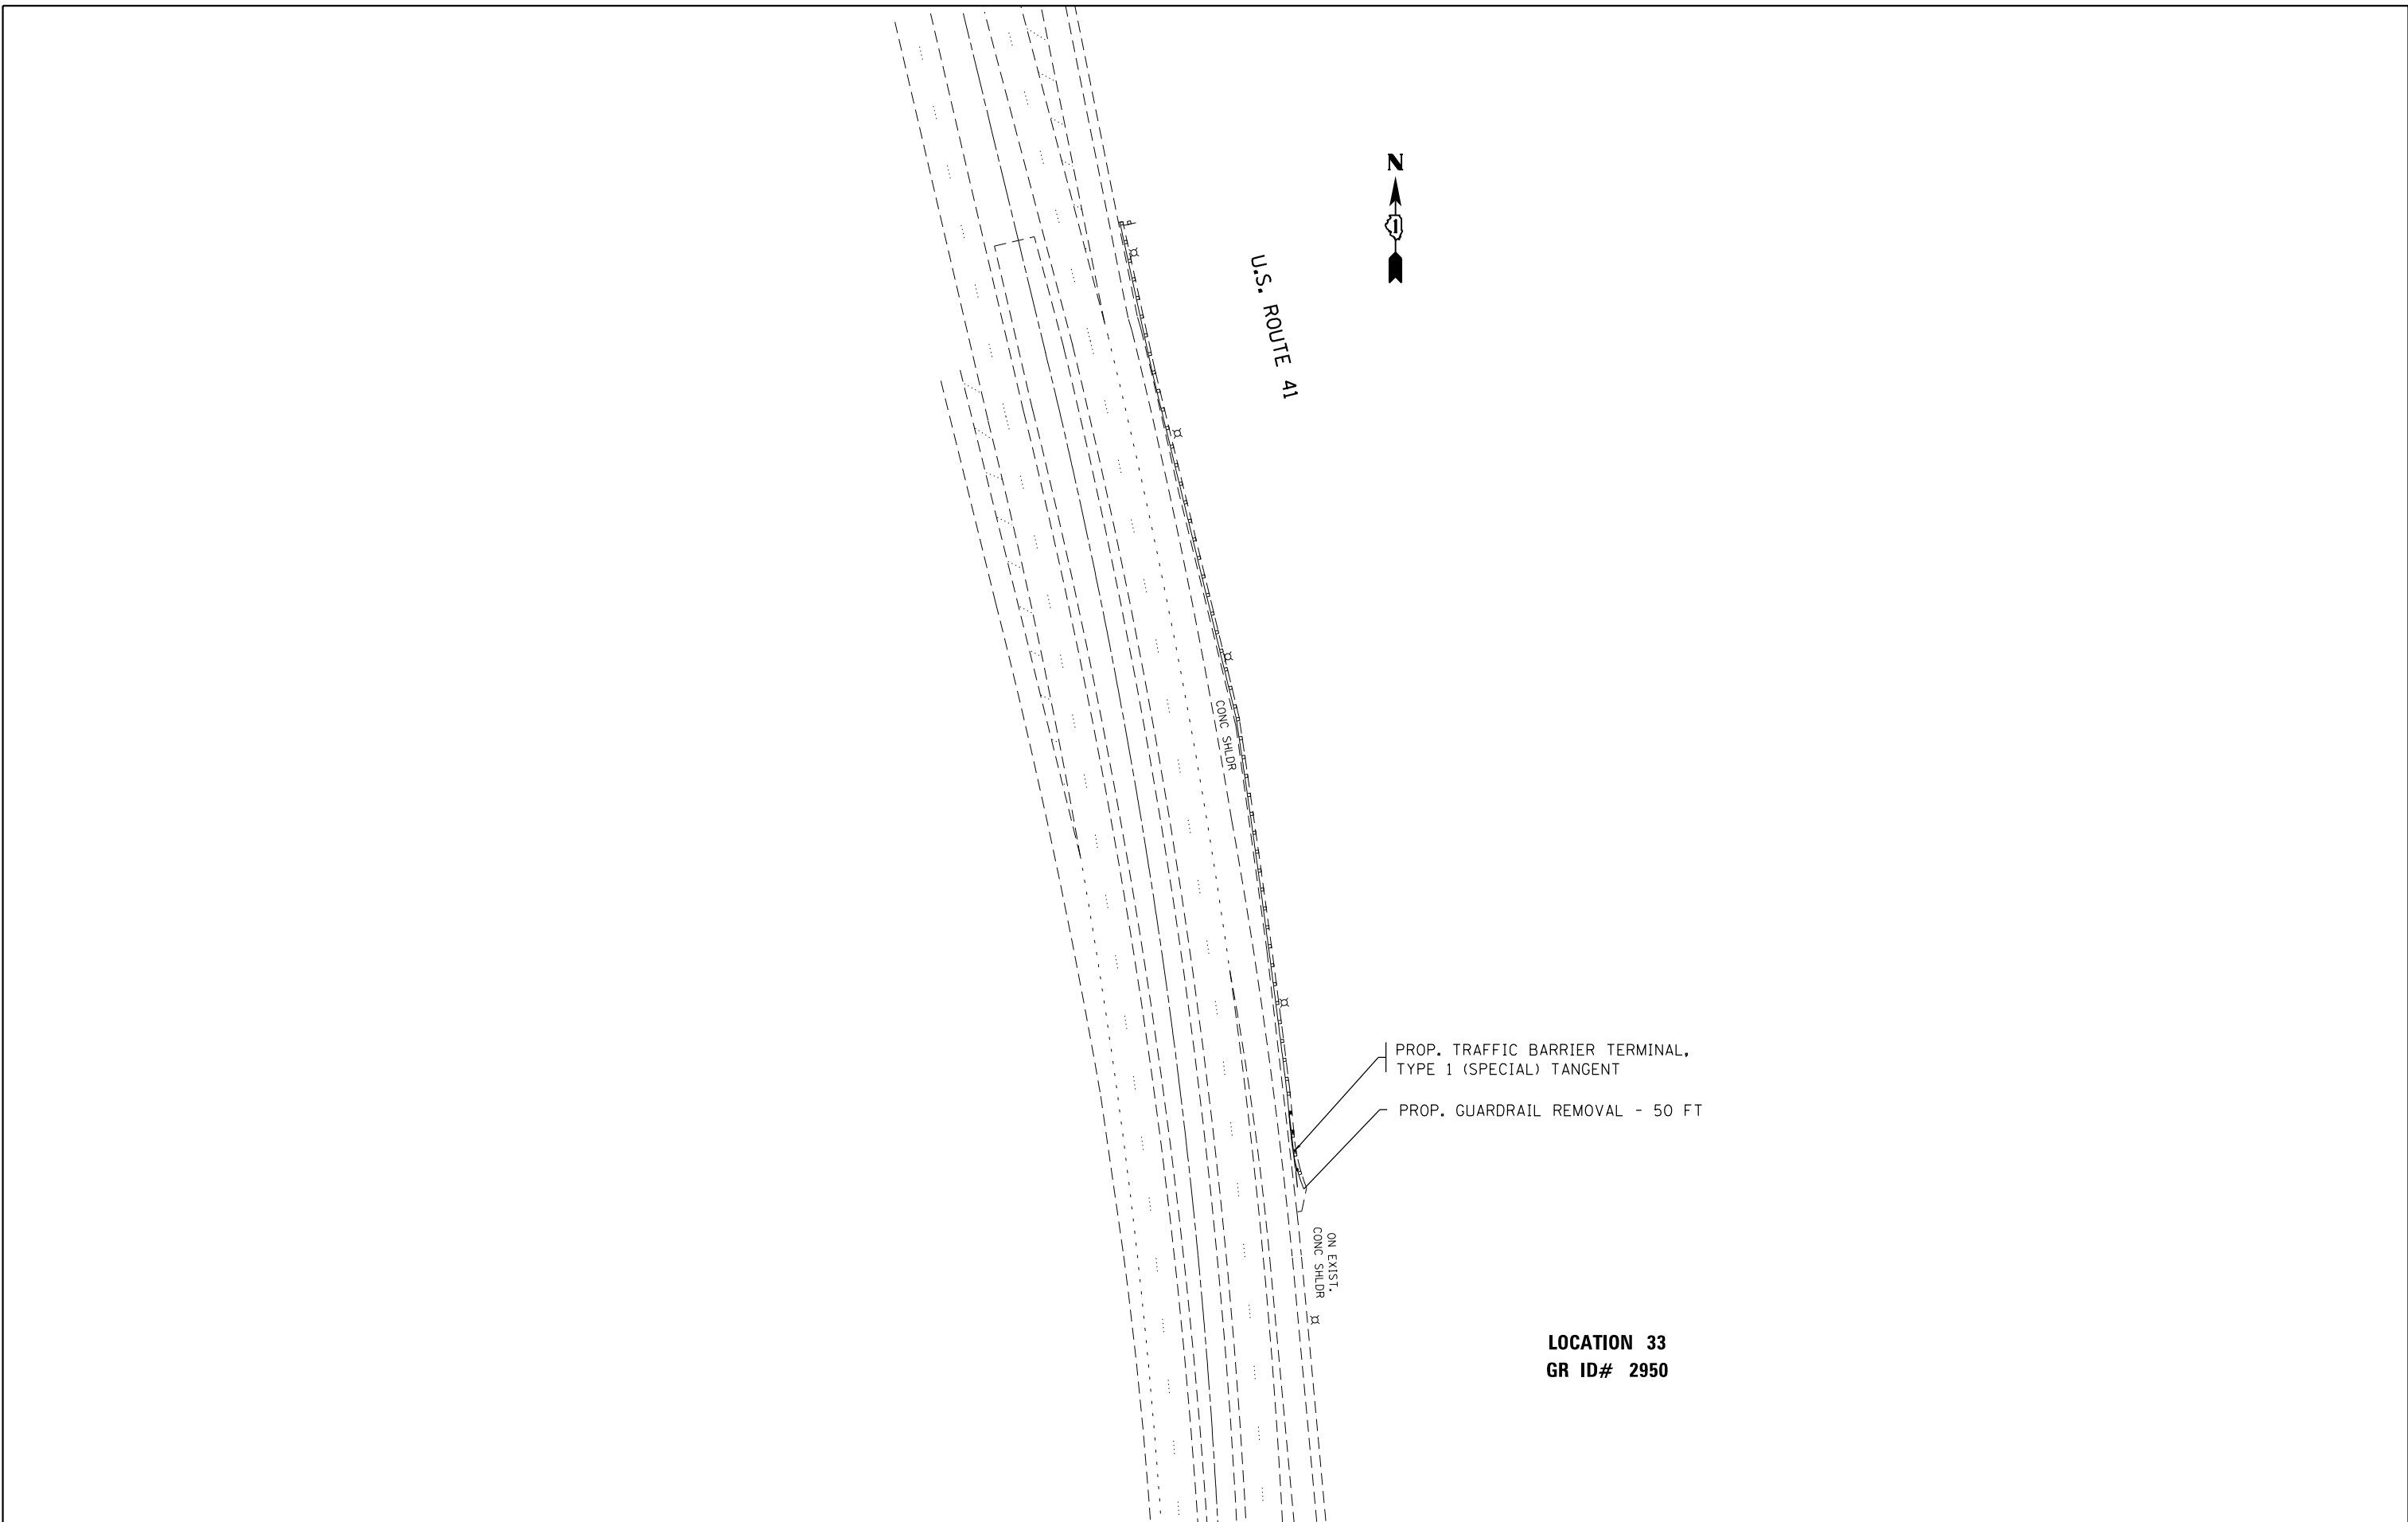 N
1
U.S. ROUTE 41
CONC SHLDR
PROP. TRAFFIC BARRIER TERMINAL,
TYPE 1 (SPECIAL) TANGENT
PROP. GUARDRAIL REMOVAL - 50 FT
ON EXIST.
CONC SHLDR
LOCATION 33
GR ID# 2950